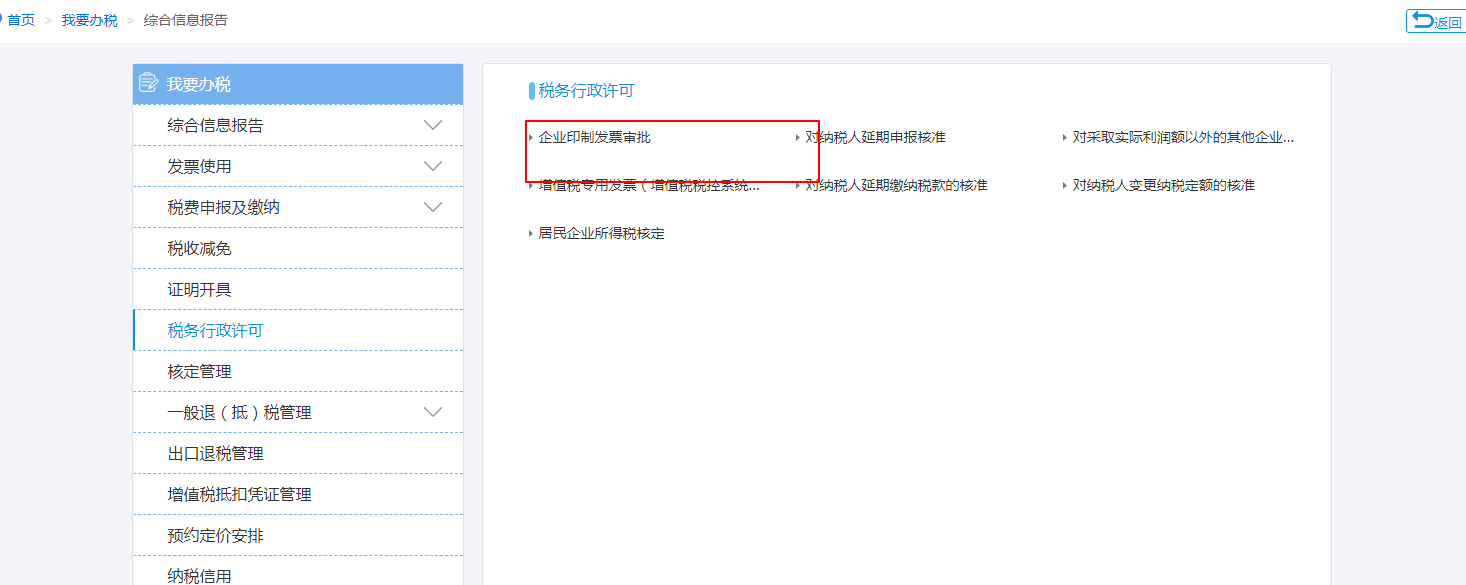 首页 > 我要办税 > 综合信息报告
返回
我要办税
综合信息报告
发票使用
税费申报及缴纳
税收减免
证明开具
税务行政许可
核定管理
一般退（抵）税管理
出口退税管理
增值税抵扣凭证管理
预约定价安排
纳税信用
税务行政许可
企业印制发票审批
对纳税人延期申报核准
对采取实际利润额以外的其他企业...
增值税专用发票（增值税税控系统...
对纳税人延期缴纳税款的核准
对纳税人变更纳税定额的核准
居民企业所得税核定